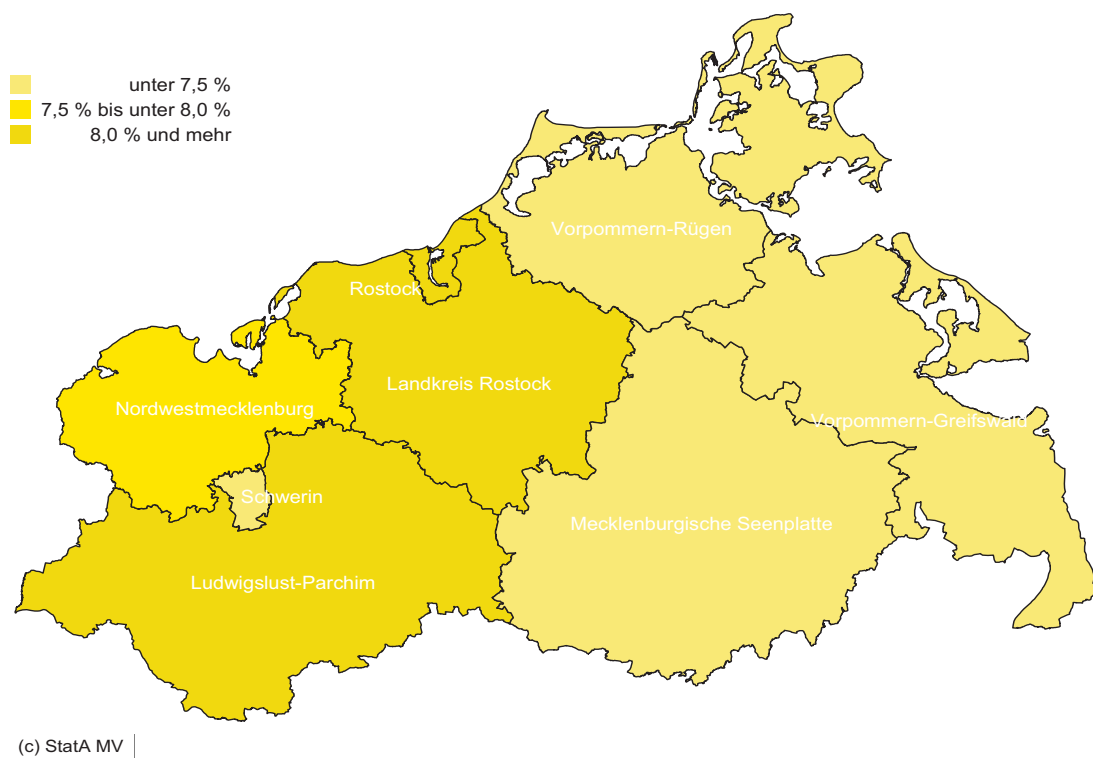 unter 7,5 %
7,5 % bis unter 8,0 %
8,0 % und mehr
Vorpommern-Rügen
Rostock
Landkreis Rostock
Nordwestmecklenburg
Vorpommern-Greifswald
Schwerin
Mecklenburgische Seenplatte
Ludwigslust-Parchim
(c) StatA MV